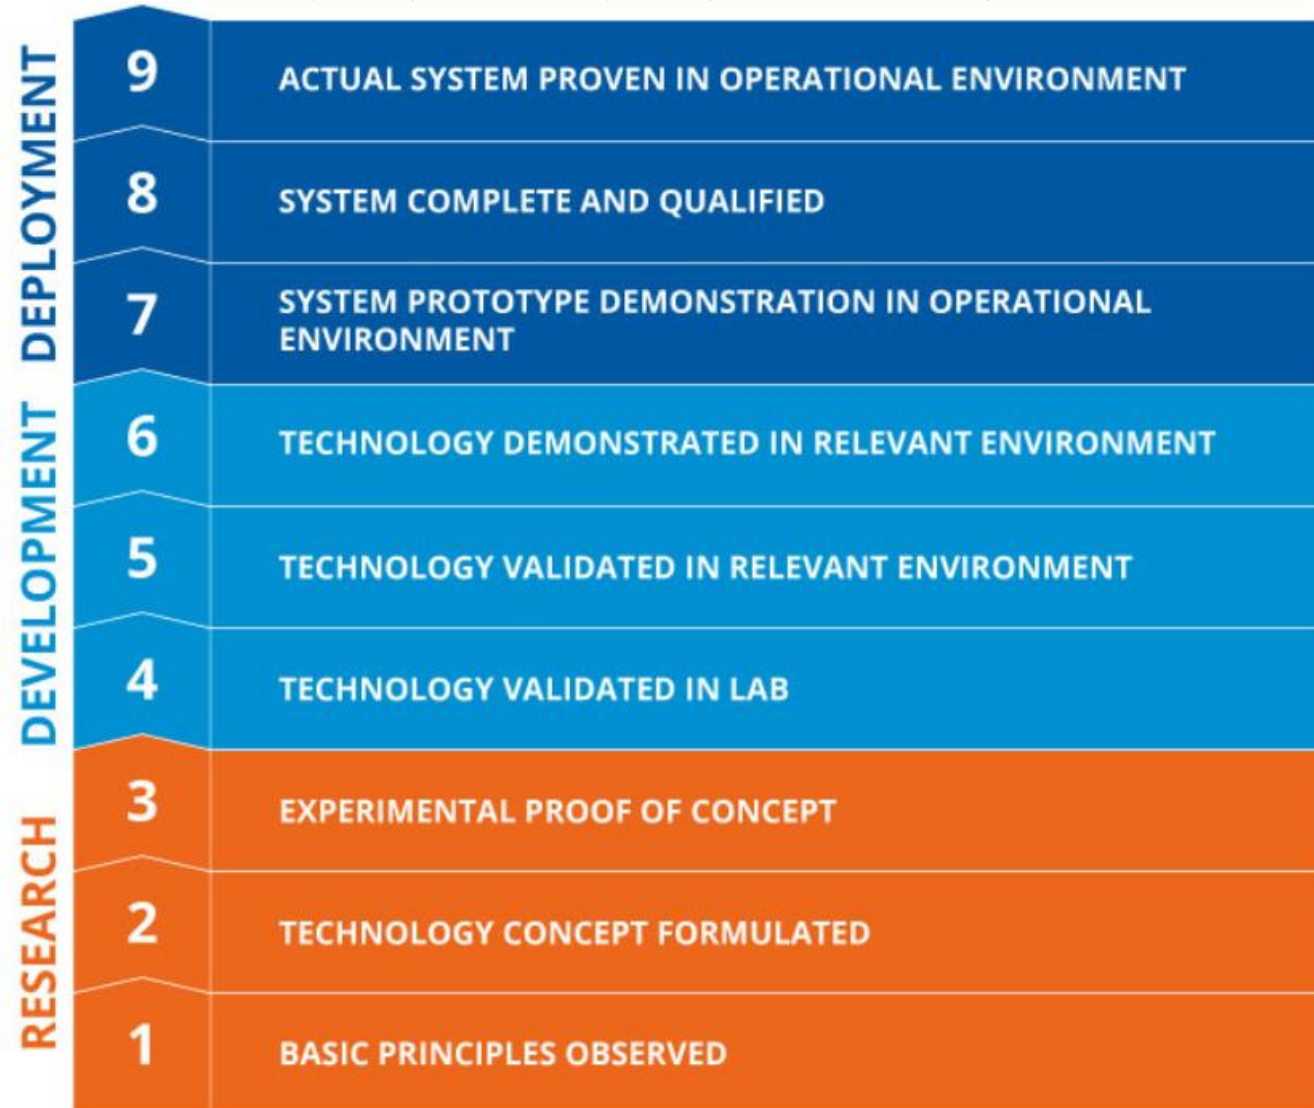 DEPLOYMENT
9
ACTUAL SYSTEM PROVEN IN OPERATIONAL ENVIRONMENT
8
SYSTEM COMPLETE AND QUALIFIED
7
SYSTEM PROTOTYPE DEMONSTRATION IN OPERATIONAL
ENVIRONMENT
DEVELOPMENT
6
TECHNOLOGY DEMONSTRATED IN RELEVANT ENVIRONMENT
5
TECHNOLOGY VALIDATED IN RELEVANT ENVIRONMENT
4
TECHNOLOGY VALIDATED IN LAB
RESEARCH
3
EXPERIMENTAL PROOF OF CONCEPT
2
TECHNOLOGY CONCEPT FORMULATED
1
BASIC PRINCIPLES OBSERVED